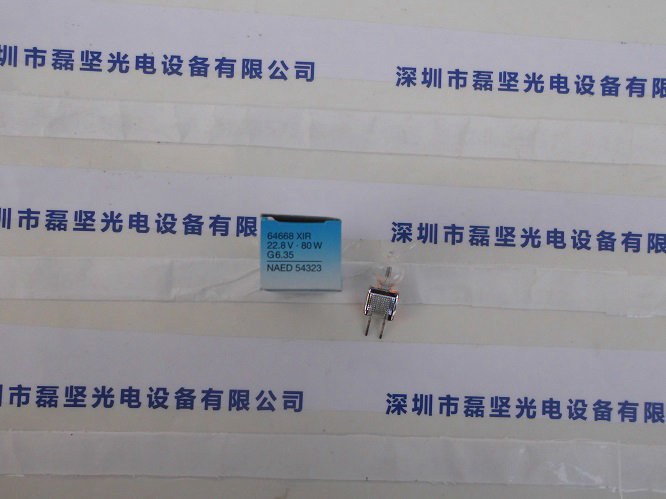 圳市磊坚光电设备有限公司
深圳市磊坚光电设备有限
圳市磊坚光电设备有限
深圳市磊坚光电设备有限
64668 XIR
22.8 V · 80 W
G6.35
NAED 54323
圳市磊坚光电设备有限公司
深圳市磊坚光电设备有限